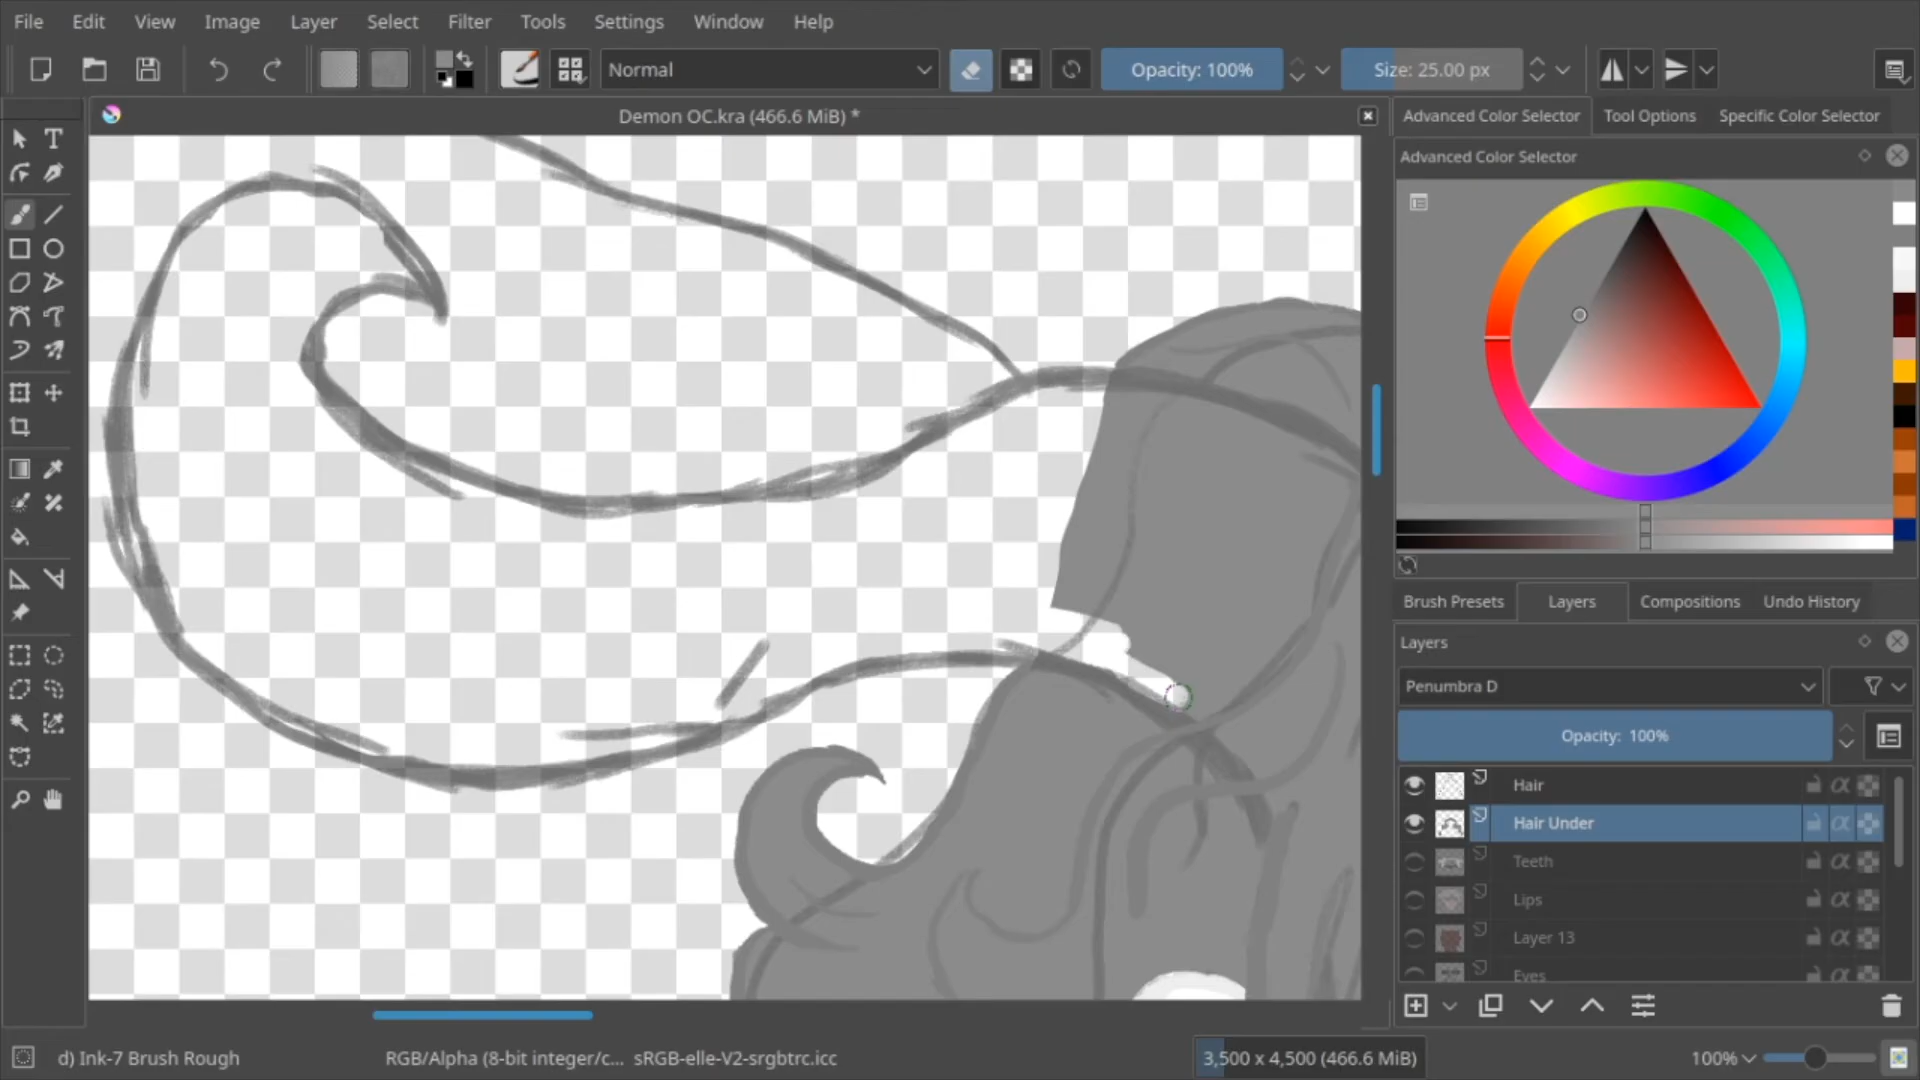 File Edit View Image Layer Select Filter Tools Settings Window Help
Normal Opacity: 100% Size: 25.00 px
Demon OC.kra (466.6 MiB) *
Advanced Color Selector Tool Options Specific Color Selector
Advanced Color Selector
Brush Presets Layers Compositions Undo History
Layers
Penumbra D
Opacity: 100%
Hair
Hair Under
Teeth
Lips
Layer 13
Eyes
d) Ink-7 Brush Rough RGB/Alpha (8-bit integer/c... sRGB-elle-V2-srgbtrc.icc 3,500 x 4,500 (466.6 MiB) 100%